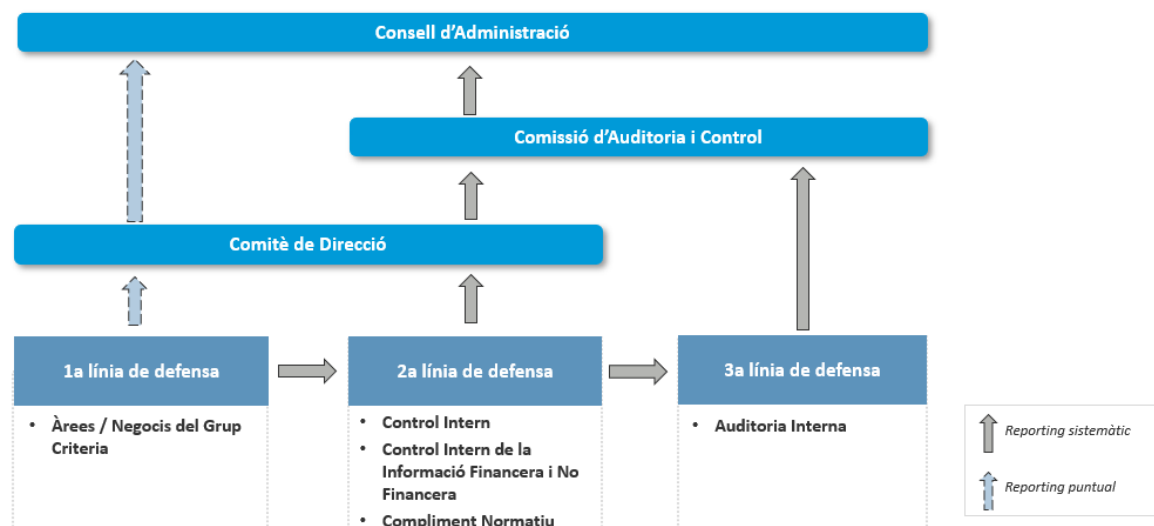 Consell d'Administració
Comissió d'Auditoria i Control
Comitè de Direcció
1a línia de defensa
2a línia de defensa
3a línia de defensa
• Àrees / Negocis del Grup
Criteria
• Control Intern
• Control Intern de la
Informació Financera i No
Financera
• Compliment Normatiu
• Auditoria Interna
Reporting sistemàtic
Reporting puntual